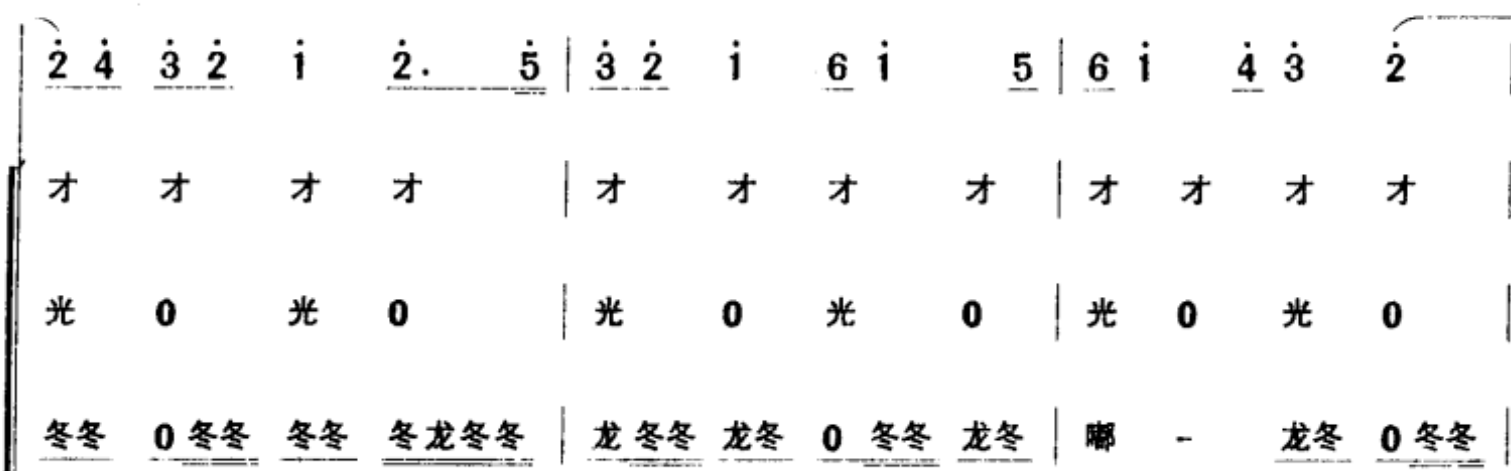 2̇ 4̇ 3̇ 2̇ 1̇ 2̇. 5̇ | 3̇ 2̇ 1̇ 6 1̇ 5 | 6 1̇ 4̇ 3̇ 2̇
才 才 才 才 | 才 才 才 才 | 才 才 才 才
光 0 光 0 | 光 0 光 0 | 光 0 光 0
冬冬 0冬冬 冬冬 冬龙冬冬 | 龙冬冬 龙冬 0冬冬 龙冬 | 嘟 - 龙冬 0冬冬